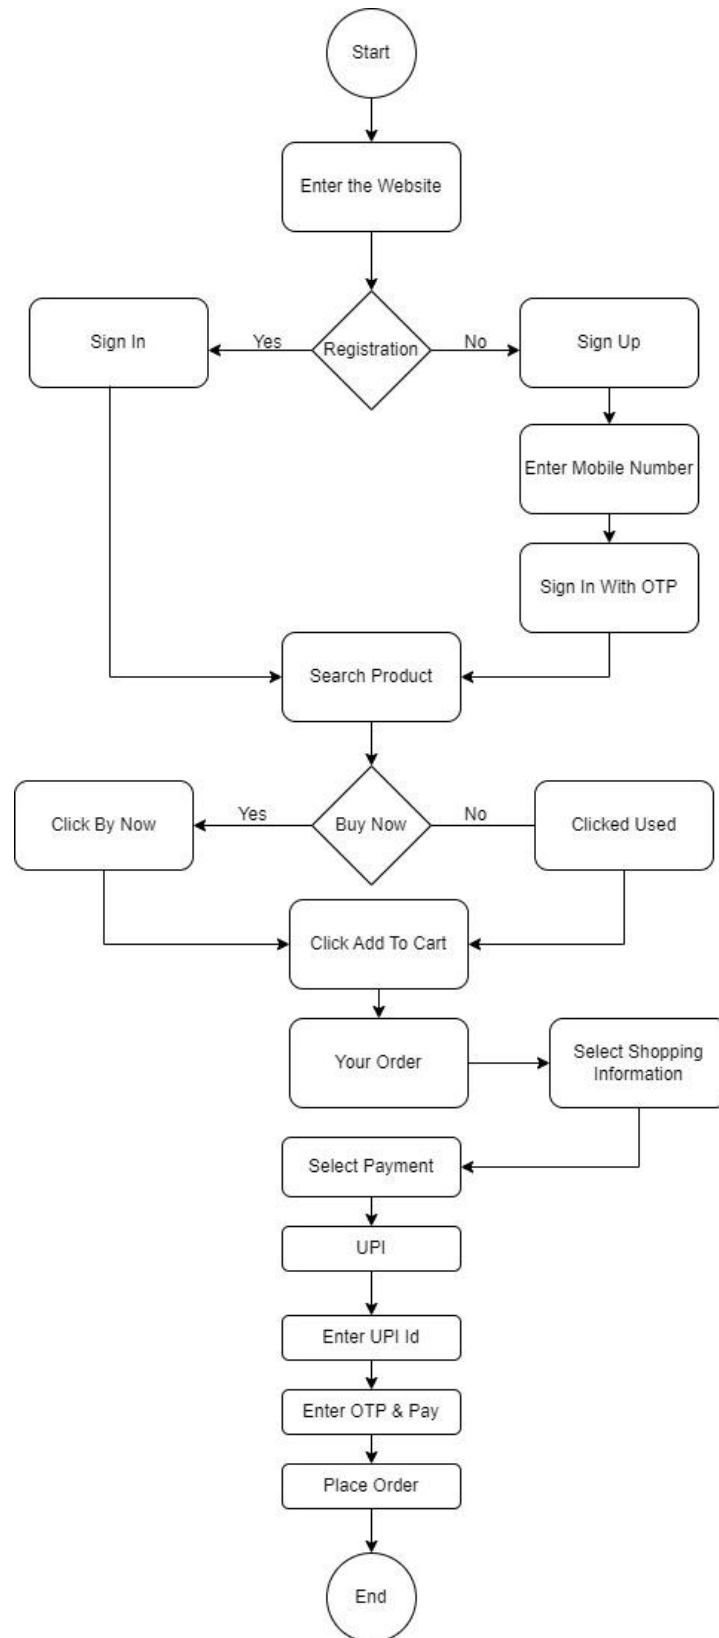 Start
Enter the Website
Sign In
Yes
Registration
No
Sign Up
Enter Mobile Number
Sign In With OTP
Search Product
Click By Now
Yes
Buy Now
No
Clicked Used
Click Add To Cart
Your Order
Select Shopping
Information
Select Payment
UPI
Enter UPI Id
Enter OTP & Pay
Place Order
End